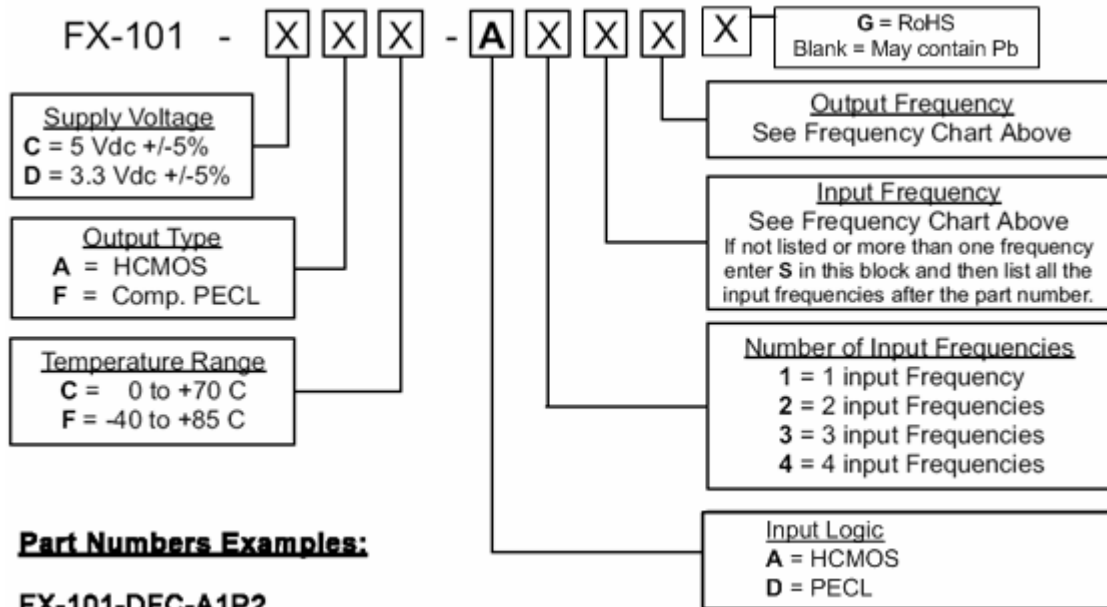 FX-101 - X X X - A X X X X
G = RoHS
Blank = May contain Pb
Supply Voltage
C = 5 Vdc +/-5%
D = 3.3 Vdc +/-5%
Output Type
A = HCMOS
F = Comp. PECL
Temperature Range
C = 0 to +70 C
F = -40 to +85 C
Output Frequency
See Frequency Chart Above
Input Frequency
See Frequency Chart Above
If not listed or more than one frequency
enter S in this block and then list all the
input frequencies after the part number.
Number of Input Frequencies
1 = 1 input Frequency
2 = 2 input Frequencies
3 = 3 input Frequencies
4 = 4 input Frequencies
Input Logic
A = HCMOS
D = PECL
Part Numbers Examples:
FX-101-DFC-A1P2